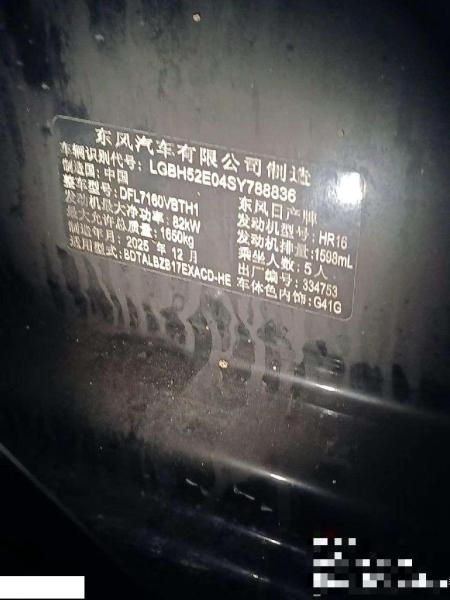 东风汽车有限公司制造
车辆识别代号: LGBH52E04SY788836
制造国: 中国 东风日产牌
整车型号: DFL7160VBTH1 发动机型号: HR16
发动机最大净功率: 82kW 发动机排量: 1598mL
最大允许总质量: 1650kg 乘坐人数: 5人
制造年月: 2025 年 12 月 出厂编号: 334753
适用型式: BDTALBZB17EXACD-HE 车体色内饰: G41G